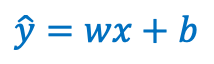 ŷ = wx + b